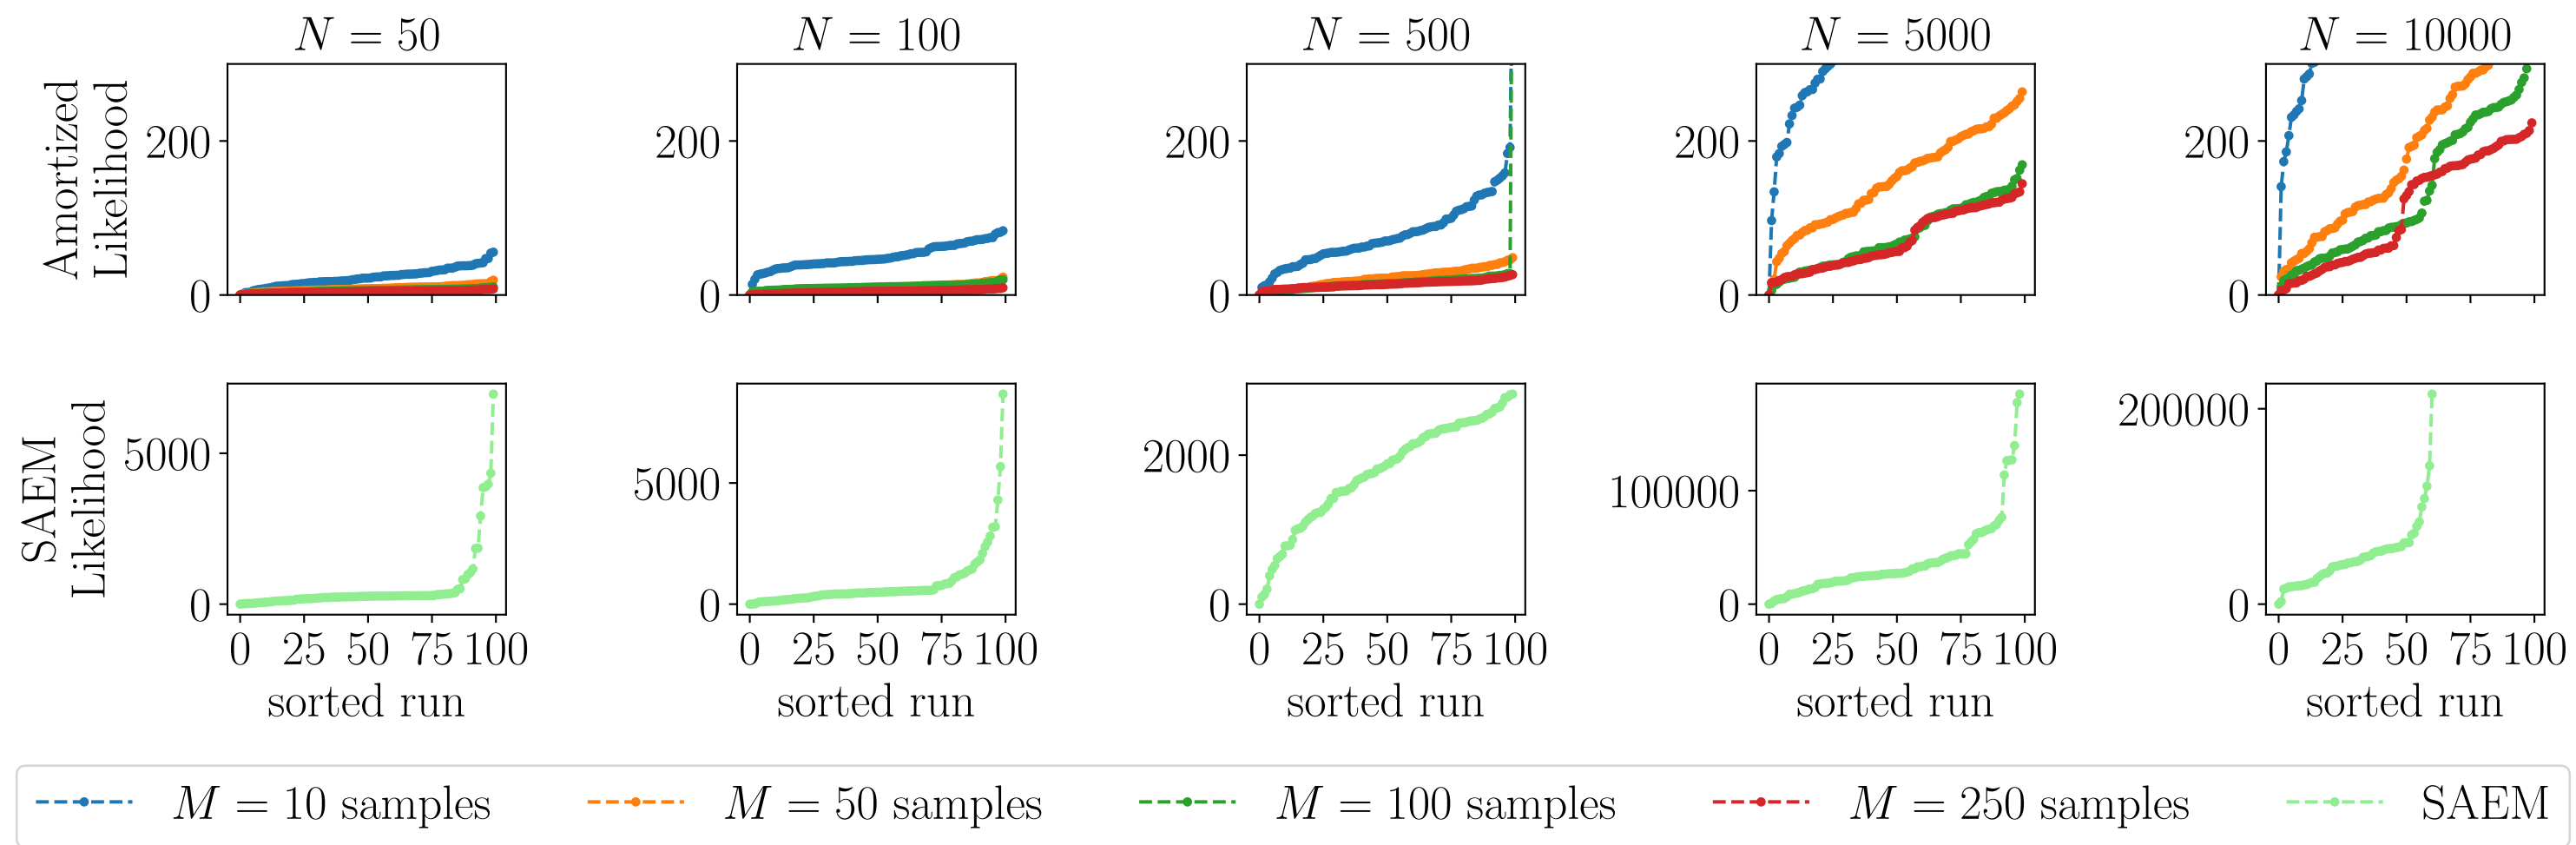 N = 50
N = 100
N = 500
N = 5000
N = 10000
Amortized
Likelihood
200
0
200
0
200
0
200
0
200
0
SAEM
Likelihood
5000
0
5000
0
2000
0
100000
0
200000
0
0 25 50 75 100
0 25 50 75 100
0 25 50 75 100
0 25 50 75 100
0 25 50 75 100
sorted run
sorted run
sorted run
sorted run
sorted run
M = 10 samples
M = 50 samples
M = 100 samples
M = 250 samples
SAEM